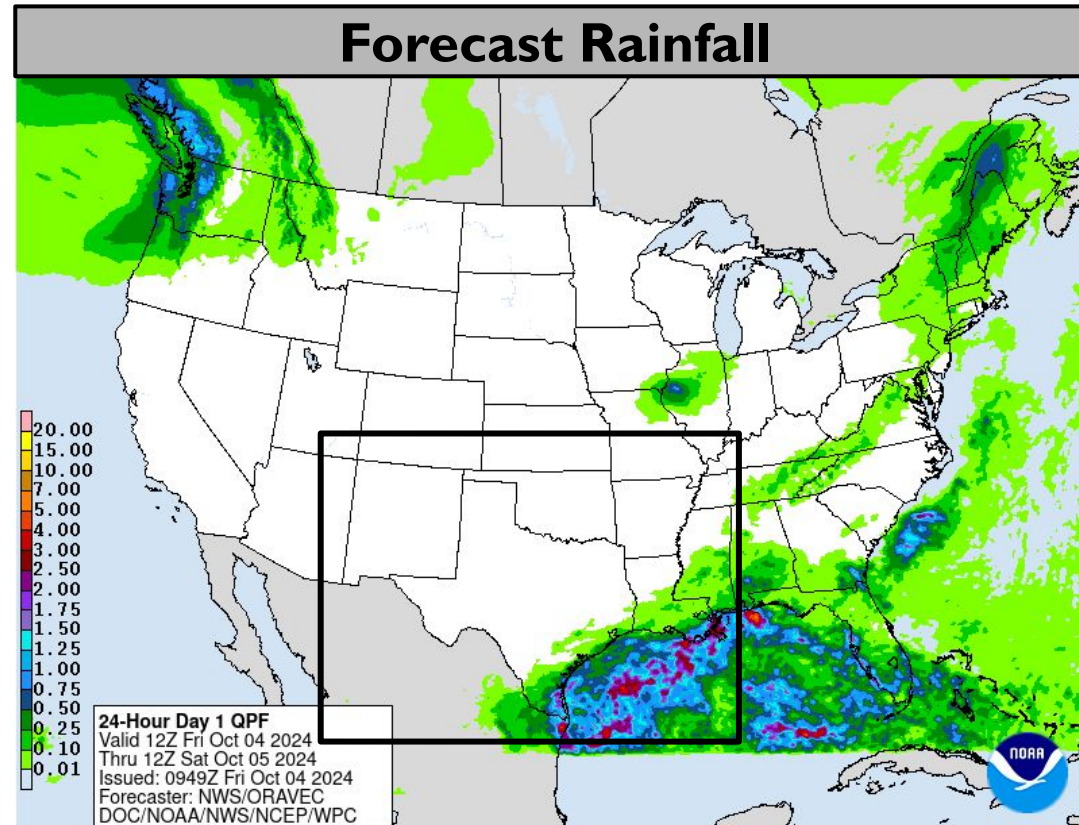 Forecast Rainfall
20.00
15.00
10.00
7.00
5.00
4.00
3.00
2.50
2.00
1.75
1.50
1.25
1.00
0.75
0.50
0.25
0.10
0.01
24-Hour Day 1 QPF
Valid 12Z Fri Oct 04 2024
Thru 12Z Sat Oct 05 2024
Issued: 0949Z Fri Oct 04 2024
Forecaster: NWS/ORAVEC
DOC/NOAA/NWS/NCEP/WPC
NOAA